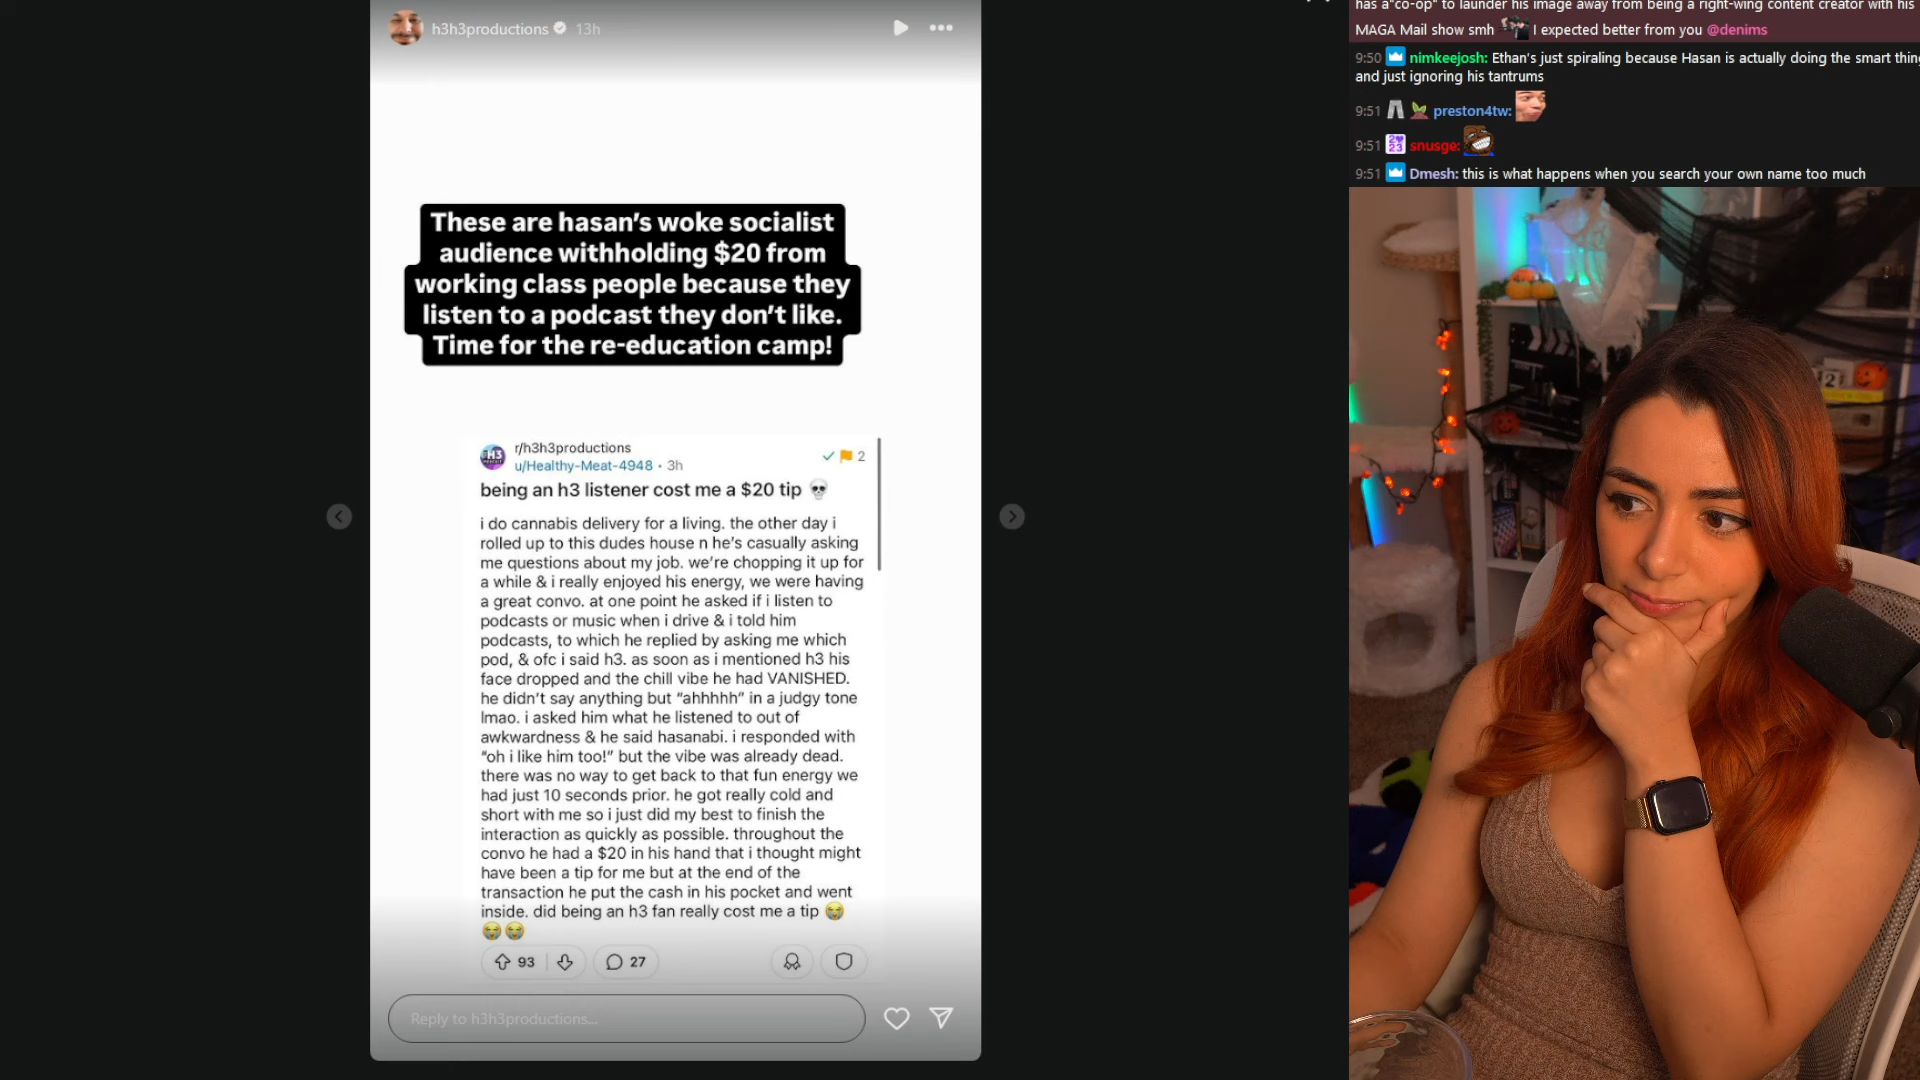 h3h3productions 13h
These are hasan's woke socialist
audience withholding $20 from
working class people because they
listen to a podcast they don't like.
Time for the re-education camp!
r/h3h3productions
u/Healthy-Meat-4948 • 3h
2
being an h3 listener cost me a $20 tip 💀
i do cannabis delivery for a living. the other day i
rolled up to this dudes house n he's casually asking
me questions about my job. we're chopping it up for
a while & i really enjoyed his energy, we were having
a great convo. at one point he asked if i listen to
podcasts or music when i drive & i told him
podcasts, to which he replied by asking me which
pod, & ofc i said h3. as soon as i mentioned h3 his
face dropped and the chill vibe he had VANISHED.
he didn't say anything but "ahhhhh" in a judgy tone
lmao. i asked him what he listened to out of
awkwardness & he said hasanabi. i responded with
"oh i like him too!" but the vibe was already dead.
there was no way to get back to that fun energy we
had just 10 seconds prior. he got really cold and
short with me so i just did my best to finish the
interaction as quickly as possible. throughout the
convo he had a $20 in his hand that i thought might
have been a tip for me but at the end of the
transaction he put the cash in his pocket and went
inside. did being an h3 fan really cost me a tip 😭
😭😭
93
27
Reply to h3h3productions...
has a"co-op" to launder his image away from being a right-wing content creator with his
MAGA Mail show smh I expected better from you @denims
9:50 nimkeejosh: Ethan's just spiraling because Hasan is actually doing the smart thing
and just ignoring his tantrums
9:51 preston4tw:
9:51 snusge:
9:51 Dmesh: this is what happens when you search your own name too much